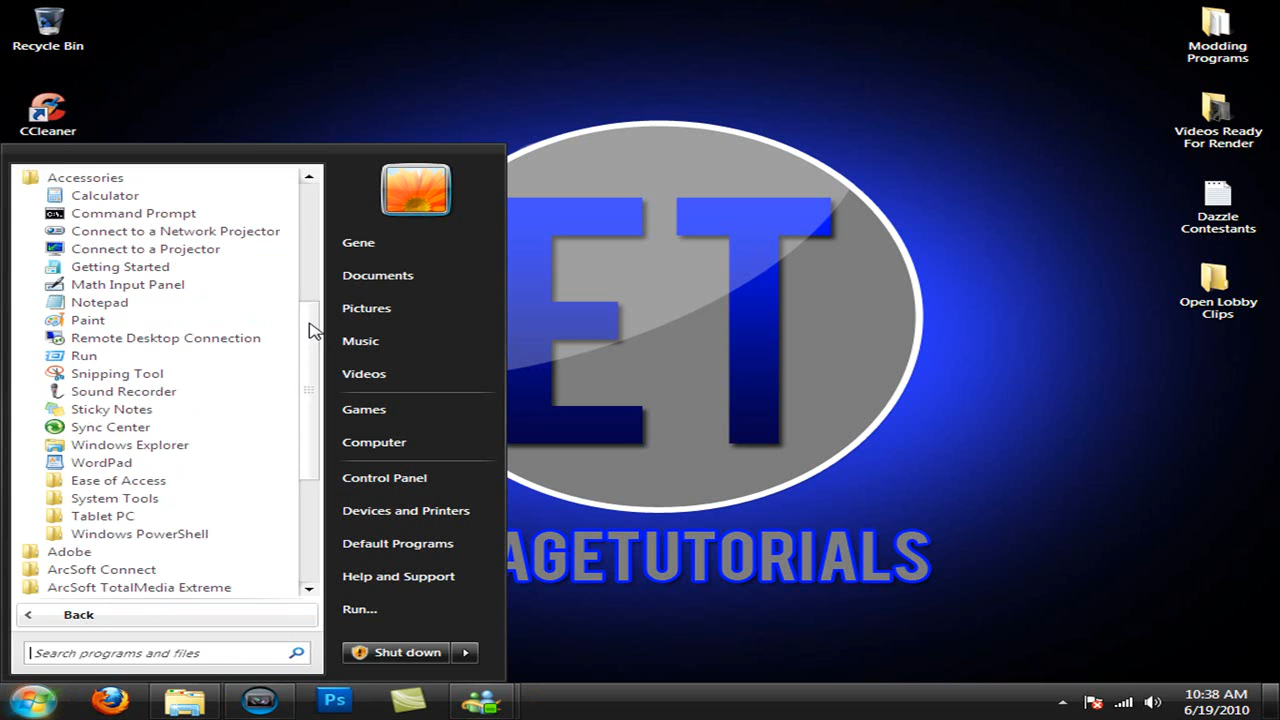 Recycle Bin
CCleaner
Accessories
Calculator
Command Prompt
Connect to a Network Projector
Connect to a Projector
Getting Started
Math Input Panel
Notepad
Paint
Remote Desktop Connection
Run
Snipping Tool
Sound Recorder
Sticky Notes
Sync Center
Windows Explorer
WordPad
Ease of Access
System Tools
Tablet PC
Windows PowerShell
Adobe
ArcSoft Connect
ArcSoft TotalMedia Extreme
Back
Search programs and files
Gene
Documents
Pictures
Music
Videos
Games
Computer
Control Panel
Devices and Printers
Default Programs
Help and Support
Run...
Shut down
ET
AGETUTORIALS
Modding
Programs
Videos Ready
For Render
Dazzle
Contestants
Open Lobby
Clips
Ps
10:38 AM
6/19/2010